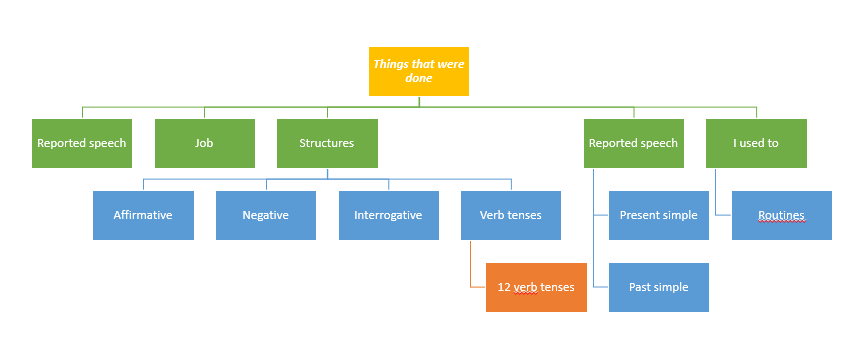 Things that were
done
Reported speech
Job
Structures
Reported speech
I used to
Affirmative
Negative
Interrogative
Verb tenses
Present simple
Routines
12 verb tenses
Past simple